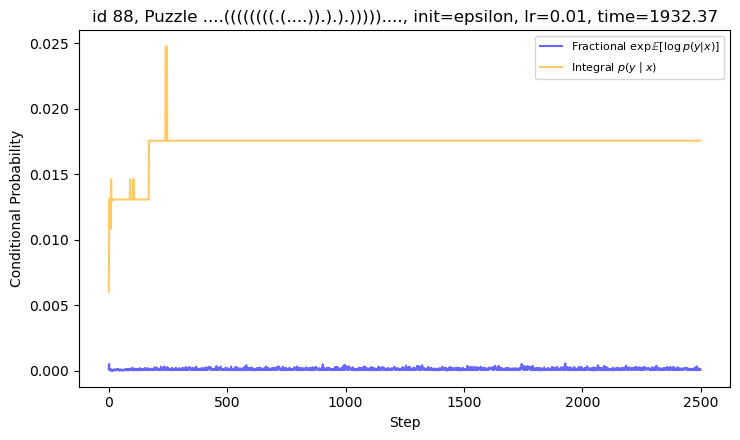 id 88, Puzzle ....((((((((.(....)).).).)))))...., init=epsilon, lr=0.01, time=1932.37
Fractional exp𝔼[log p(y|x)]
Integral p(y | x)
Conditional Probability
0.025
0.020
0.015
0.010
0.005
0.000
0 500 1000 1500 2000 2500
Step